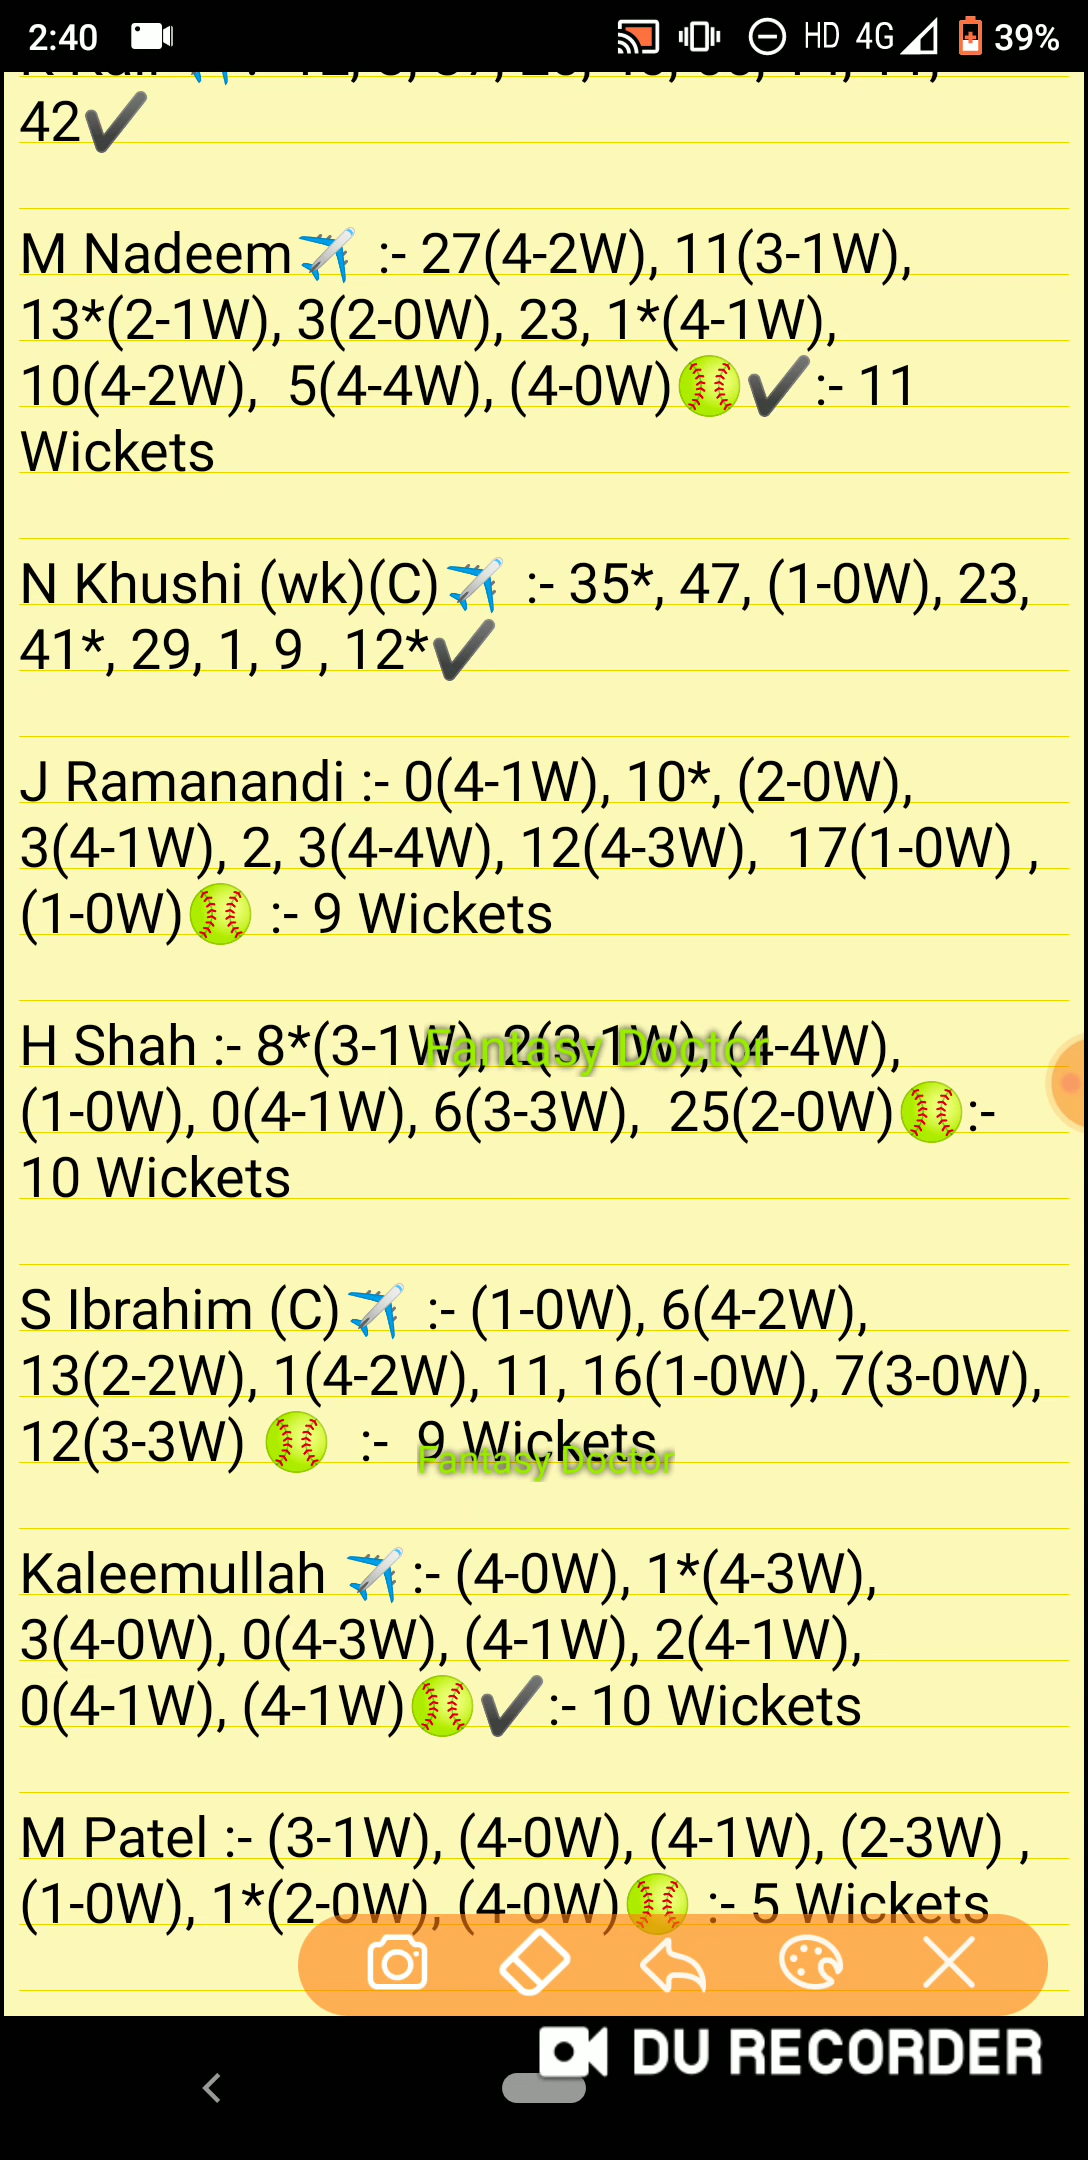 2:40 HD 4G 39%
42✔
M Nadeem✈ :- 27(4-2W), 11(3-1W),
13*(2-1W), 3(2-0W), 23, 1*(4-1W),
10(4-2W), 5(4-4W), (4-0W)🥎✔:- 11
Wickets
N Khushi (wk)(C)✈ :- 35*, 47, (1-0W), 23,
41*, 29, 1, 9 , 12*✔
J Ramanandi :- 0(4-1W), 10*, (2-0W),
3(4-1W), 2, 3(4-4W), 12(4-3W), 17(1-0W) ,
(1-0W)🥎 :- 9 Wickets
H Shah :- 8*(3-1W), 2(3-1W), (4-4W),
Fantasy Doctor
(1-0W), 0(4-1W), 6(3-3W), 25(2-0W)🥎:-
10 Wickets
S Ibrahim (C)✈ :- (1-0W), 6(4-2W),
13(2-2W), 1(4-2W), 11, 16(1-0W), 7(3-0W),
12(3-3W) 🥎 :- 9 Wickets
Fantasy Doctor
Kaleemullah ✈:- (4-0W), 1*(4-3W),
3(4-0W), 0(4-3W), (4-1W), 2(4-1W),
0(4-1W), (4-1W)🥎✔:- 10 Wickets
M Patel :- (3-1W), (4-0W), (4-1W), (2-3W) ,
(1-0W), 1*(2-0W), (4-0W)🥎 :- 5 Wickets
DU RECORDER